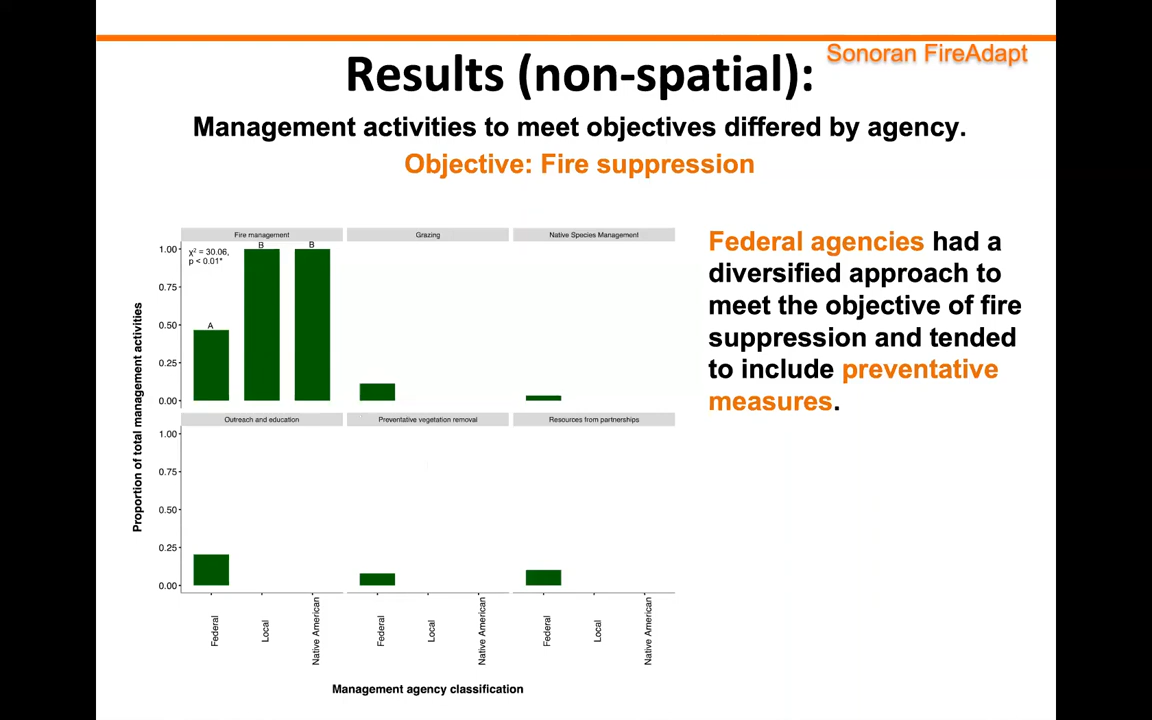 Sonoran FireAdapt
Results (non-spatial):
Management activities to meet objectives differed by agency.
Objective: Fire suppression
Fire management
Grazing
Native Species Management
Proportion of total management activities
1.00
0.75
0.50
0.25
0.00
χ² = 30.06,
p < 0.01*
A
B
B
Outreach and education
Preventative vegetation removal
Resources from partnerships
1.00
0.75
0.50
0.25
0.00
Federal
Local
Native American
Federal
Local
Native American
Federal
Local
Native American
Management agency classification
Federal agencies had a
diversified approach to
meet the objective of fire
suppression and tended
to include preventative
measures.